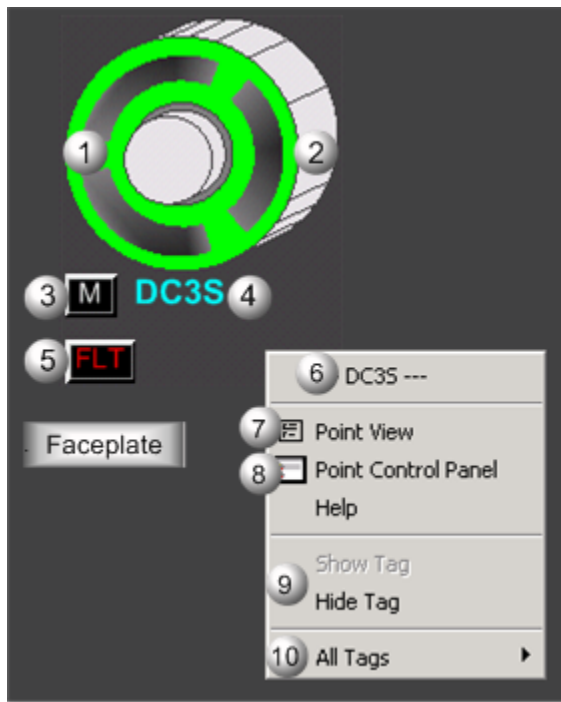 1 2
3 M DC3S 4
5 FLT
6 DC3S ---
Faceplate
7 Point View
8 Point Control Panel
Help
Show Tag
9
Hide Tag
10 All Tags